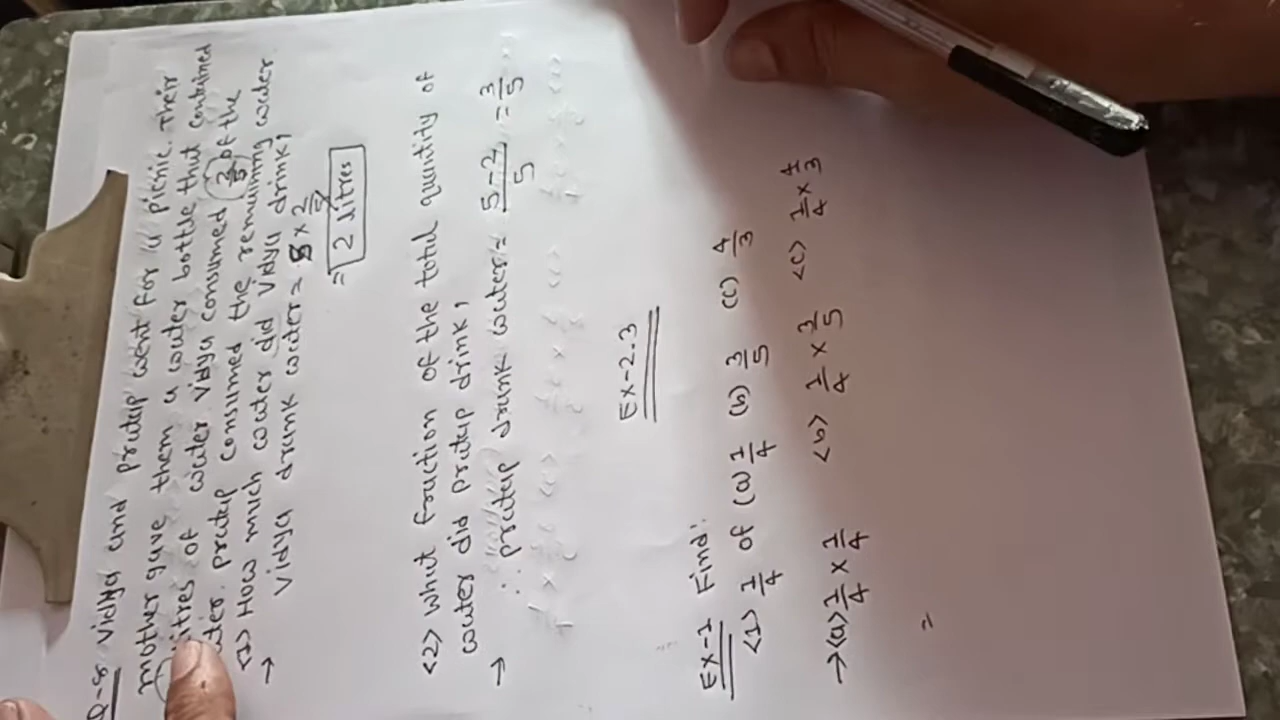 Q-8 Vidya and pratap went for a picnic. Their
mother gave them a water bottle that contained
litres of water Vidya consumed 2/5 of the
water. pratap consumed the remaining water
<1> How much water did Vidya drink,
→ Vidya drank water = 5 × 2/5
= 2 litres
<2> What fraction of the total quantity of
water did pratap drink,
→ ∴ pratap drank water = 5-2/5 = 3/5
Ex-2.3
Ex-1 Find:
<1> 1/4 of (a) 1/4 (b) 3/5 (c) 4/3
→ <a> 1/4 × 1/4 <b> 1/4 × 3/5 <c> 1/4 × 4/3
=